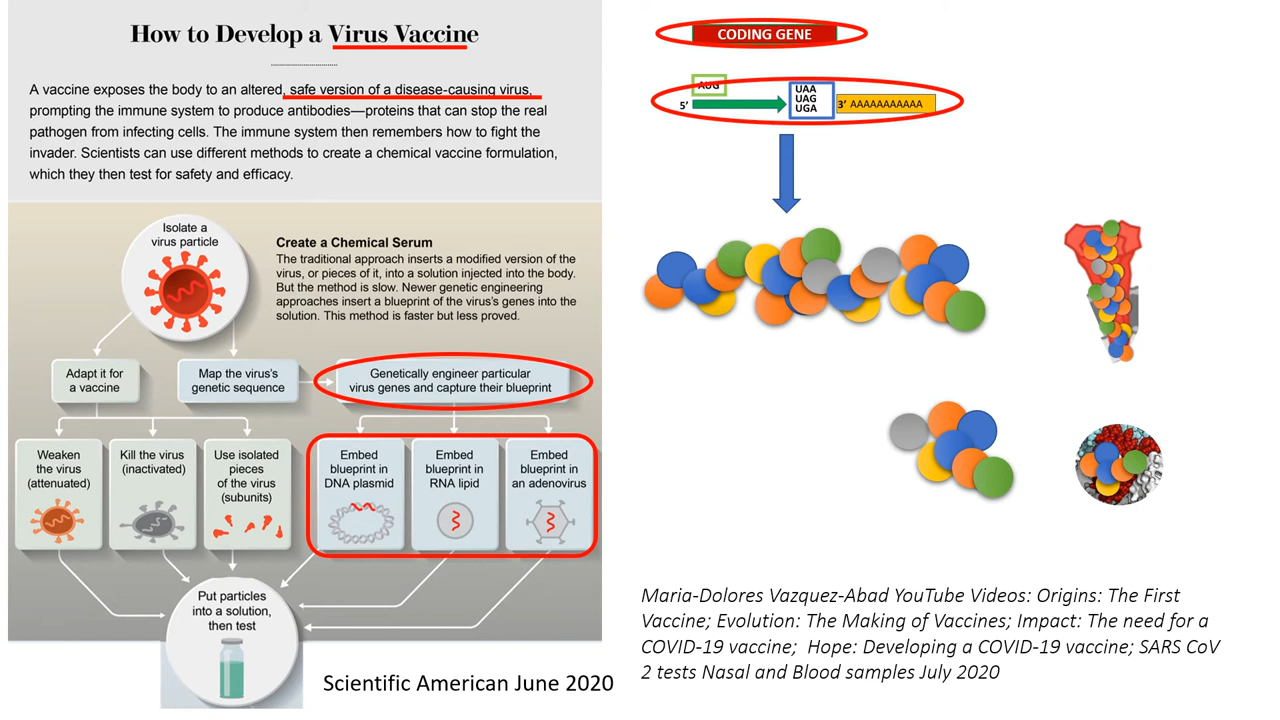 How to Develop a Virus Vaccine
A vaccine exposes the body to an altered, safe version of a disease-causing virus,
prompting the immune system to produce antibodies—proteins that can stop the real
pathogen from infecting cells. The immune system then remembers how to fight the
invader. Scientists can use different methods to create a chemical vaccine formulation,
which they then test for safety and efficacy.
Isolate a
virus particle
Create a Chemical Serum
The traditional approach inserts a modified version of the
virus, or pieces of it, into a solution injected into the body.
But the method is slow. Newer genetic engineering
approaches insert a blueprint of the virus's genes into the
solution. This method is faster but less proved.
Adapt it for
a vaccine
Map the virus's
genetic sequence
Genetically engineer particular
virus genes and capture their blueprint
Weaken
the virus
(attenuated)
Kill the virus
(inactivated)
Use isolated
pieces
of the virus
(subunits)
Embed
blueprint in
DNA plasmid
Embed
blueprint in
RNA lipid
Embed
blueprint in
an adenovirus
Put particles
into a solution,
then test
Scientific American June 2020
CODING GENE
AUG
5'
UAA
UAG
UGA
3' AAAAAAAAAAA
Maria-Dolores Vazquez-Abad YouTube Videos: Origins: The First
Vaccine; Evolution: The Making of Vaccines; Impact: The need for a
COVID-19 vaccine; Hope: Developing a COVID-19 vaccine; SARS CoV
2 tests Nasal and Blood samples July 2020